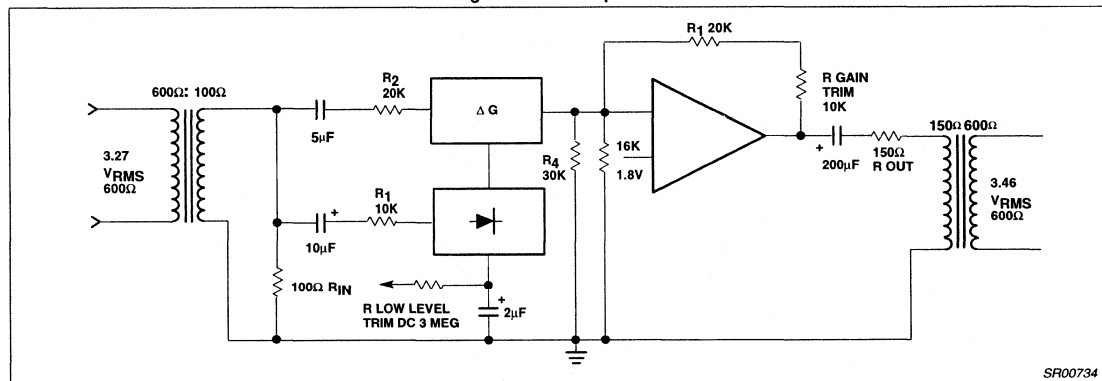 R1 20K
R2
20K
Δ G
R GAIN
TRIM
10K
600Ω: 100Ω
5µF
3.27
VRMS
600Ω
R4
30K
16K
1.8V
+
200µF
150Ω
R OUT
150Ω 600Ω
3.46
VRMS
600Ω
+
10µF
R1
10K
100Ω RIN
R LOW LEVEL
TRIM DC 3 MEG
+
2µF
SR00734